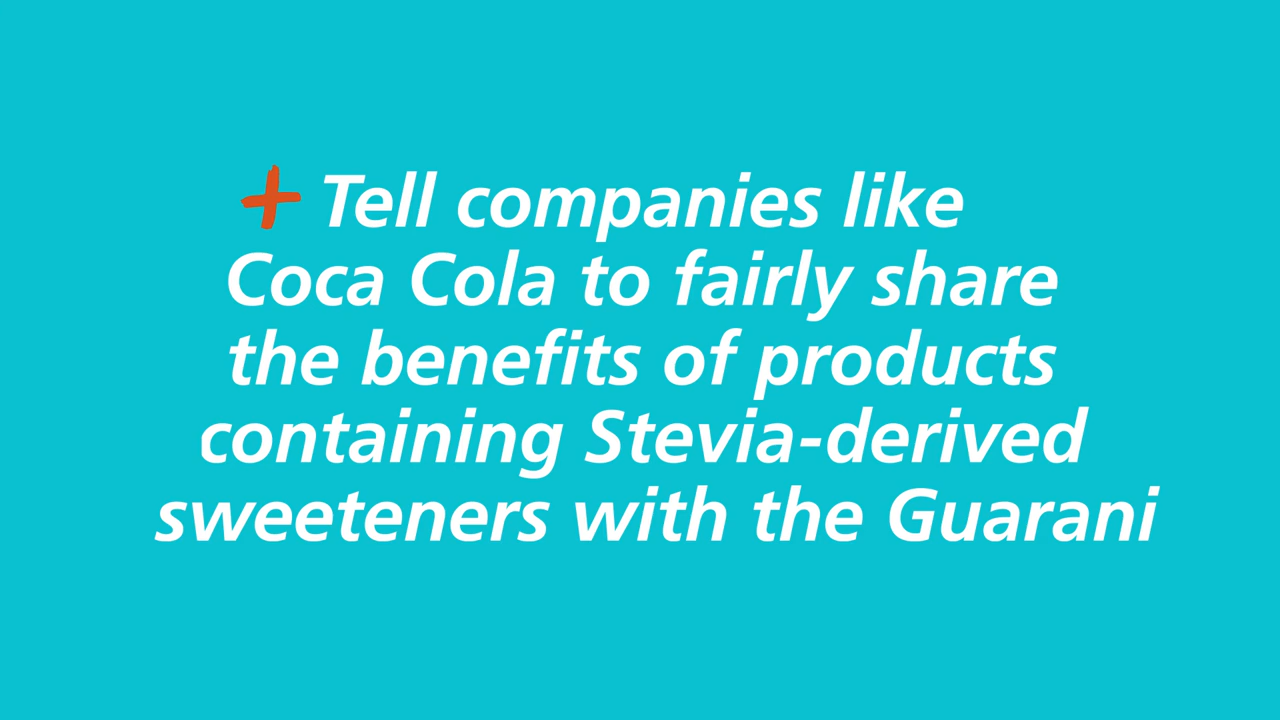 + Tell companies like
Coca Cola to fairly share
the benefits of products
containing Stevia-derived
sweeteners with the Guarani